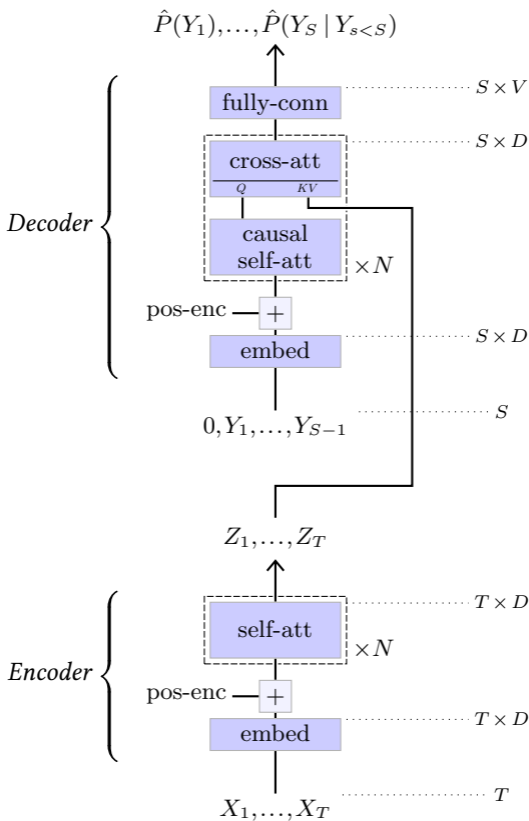 P̂(Y₁),…,P̂(Y_S | Y_{s<S})
S × V
fully-conn
S × D
cross-att
Q KV
Decoder
causal
self-att
×N
pos-enc +
S × D
embed
0,Y₁,…,Y_{S−1}
S
Z₁,…,Z_T
T × D
self-att
×N
Encoder
pos-enc +
T × D
embed
T
X₁,…,X_T